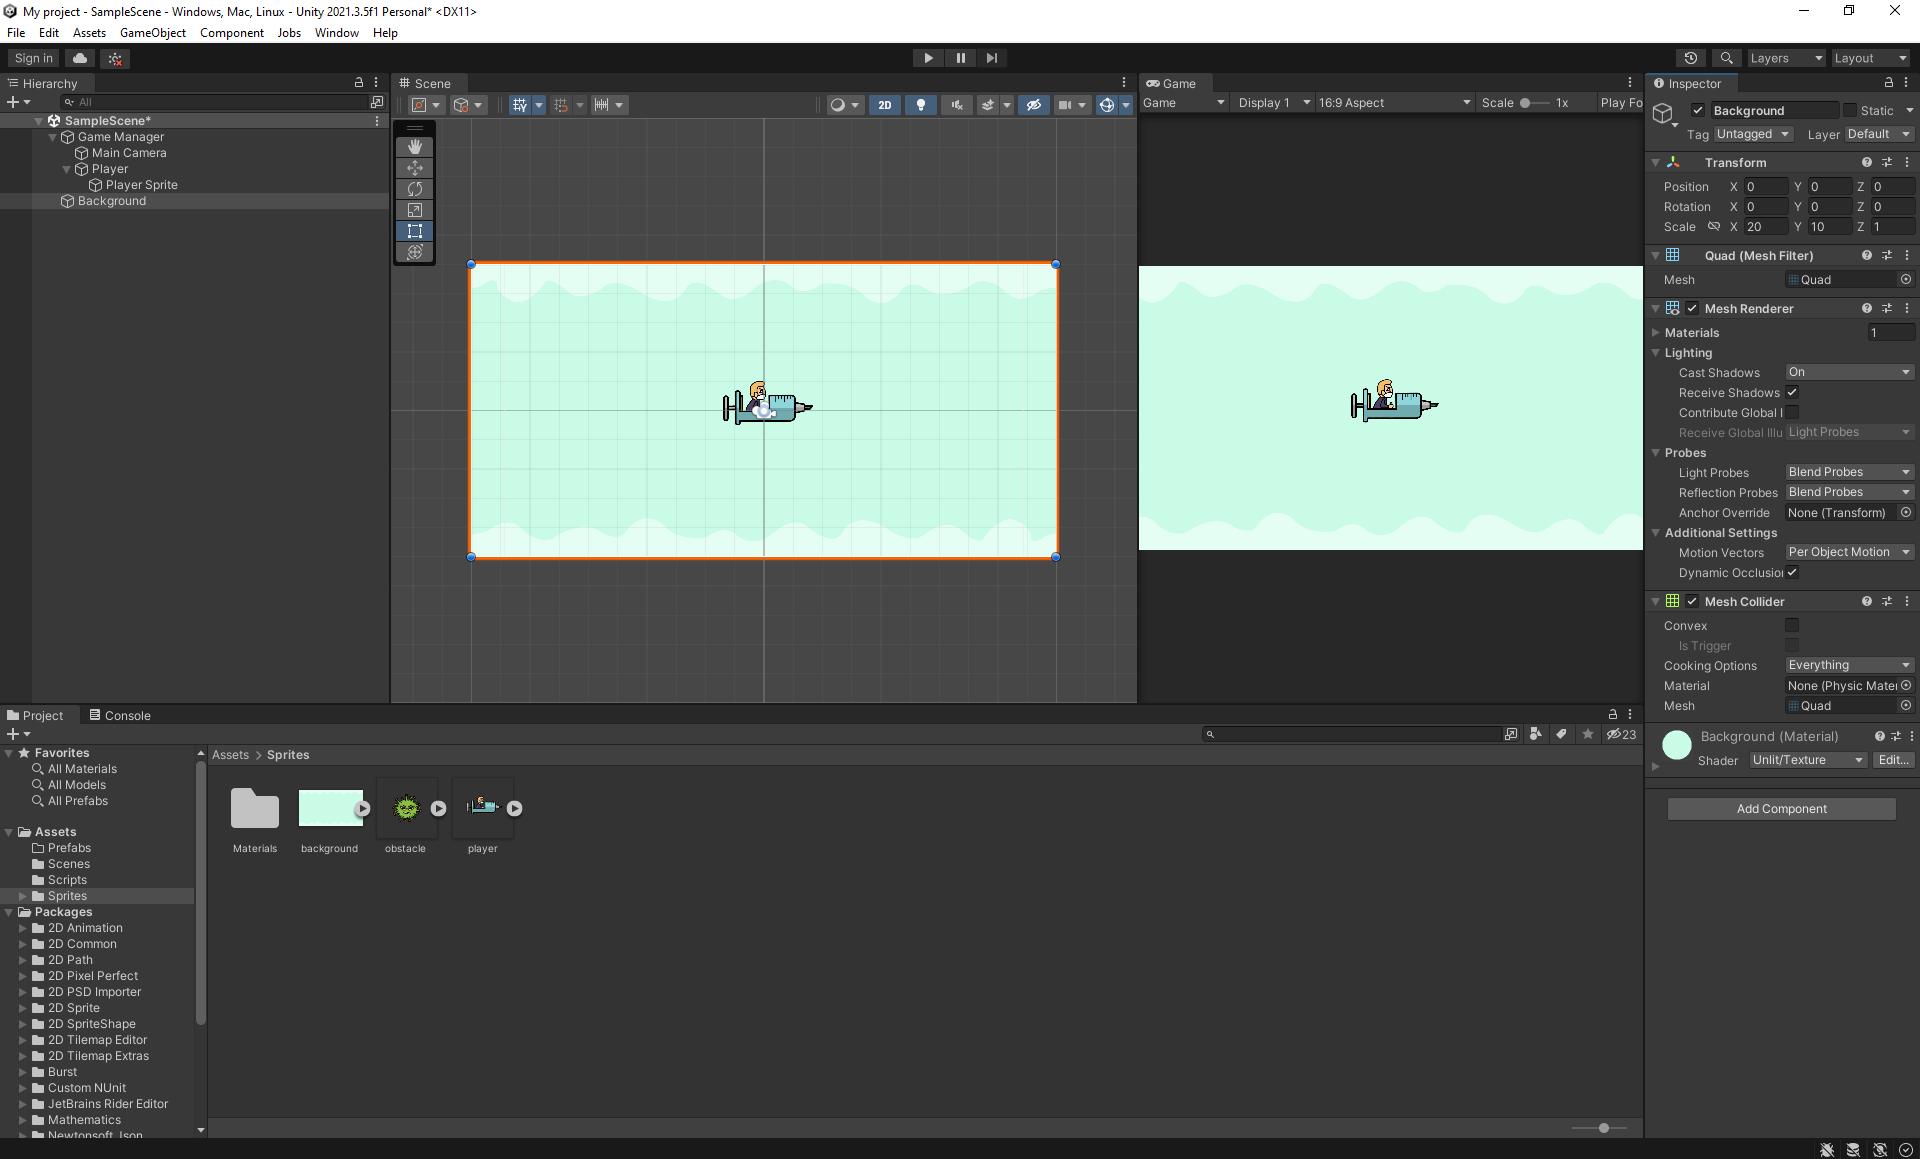 My project - SampleScene - Windows, Mac, Linux - Unity 2021.3.5f1 Personal* <DX11>
File Edit Assets GameObject Component Jobs Window Help
Sign in
Layers Layout
Hierarchy
All
SampleScene*
Game Manager
Main Camera
Player
Player Sprite
Background
Scene
2D
Game
Game Display 1 16:9 Aspect Scale 1x Play Fo
Inspector
Background Static
Tag Untagged Layer Default
Transform
Position X 0 Y 0 Z 0
Rotation X 0 Y 0 Z 0
Scale X 20 Y 10 Z 1
Quad (Mesh Filter)
Mesh Quad
Mesh Renderer
Materials 1
Lighting
Cast Shadows On
Receive Shadows
Contribute Global I
Receive Global Illu Light Probes
Probes
Light Probes Blend Probes
Reflection Probes Blend Probes
Anchor Override None (Transform)
Additional Settings
Motion Vectors Per Object Motion
Dynamic Occlusion
Mesh Collider
Convex
Is Trigger
Cooking Options Everything
Material None (Physic Mater
Mesh Quad
Background (Material)
Shader Unlit/Texture Edit...
Add Component
Project Console
23
Favorites
All Materials
All Models
All Prefabs
Assets
Prefabs
Scenes
Scripts
Sprites
Packages
2D Animation
2D Common
2D Path
2D Pixel Perfect
2D PSD Importer
2D Sprite
2D SpriteShape
2D Tilemap Editor
2D Tilemap Extras
Burst
Custom NUnit
JetBrains Rider Editor
Mathematics
Newtonsoft Json
Assets > Sprites
Materials background obstacle player